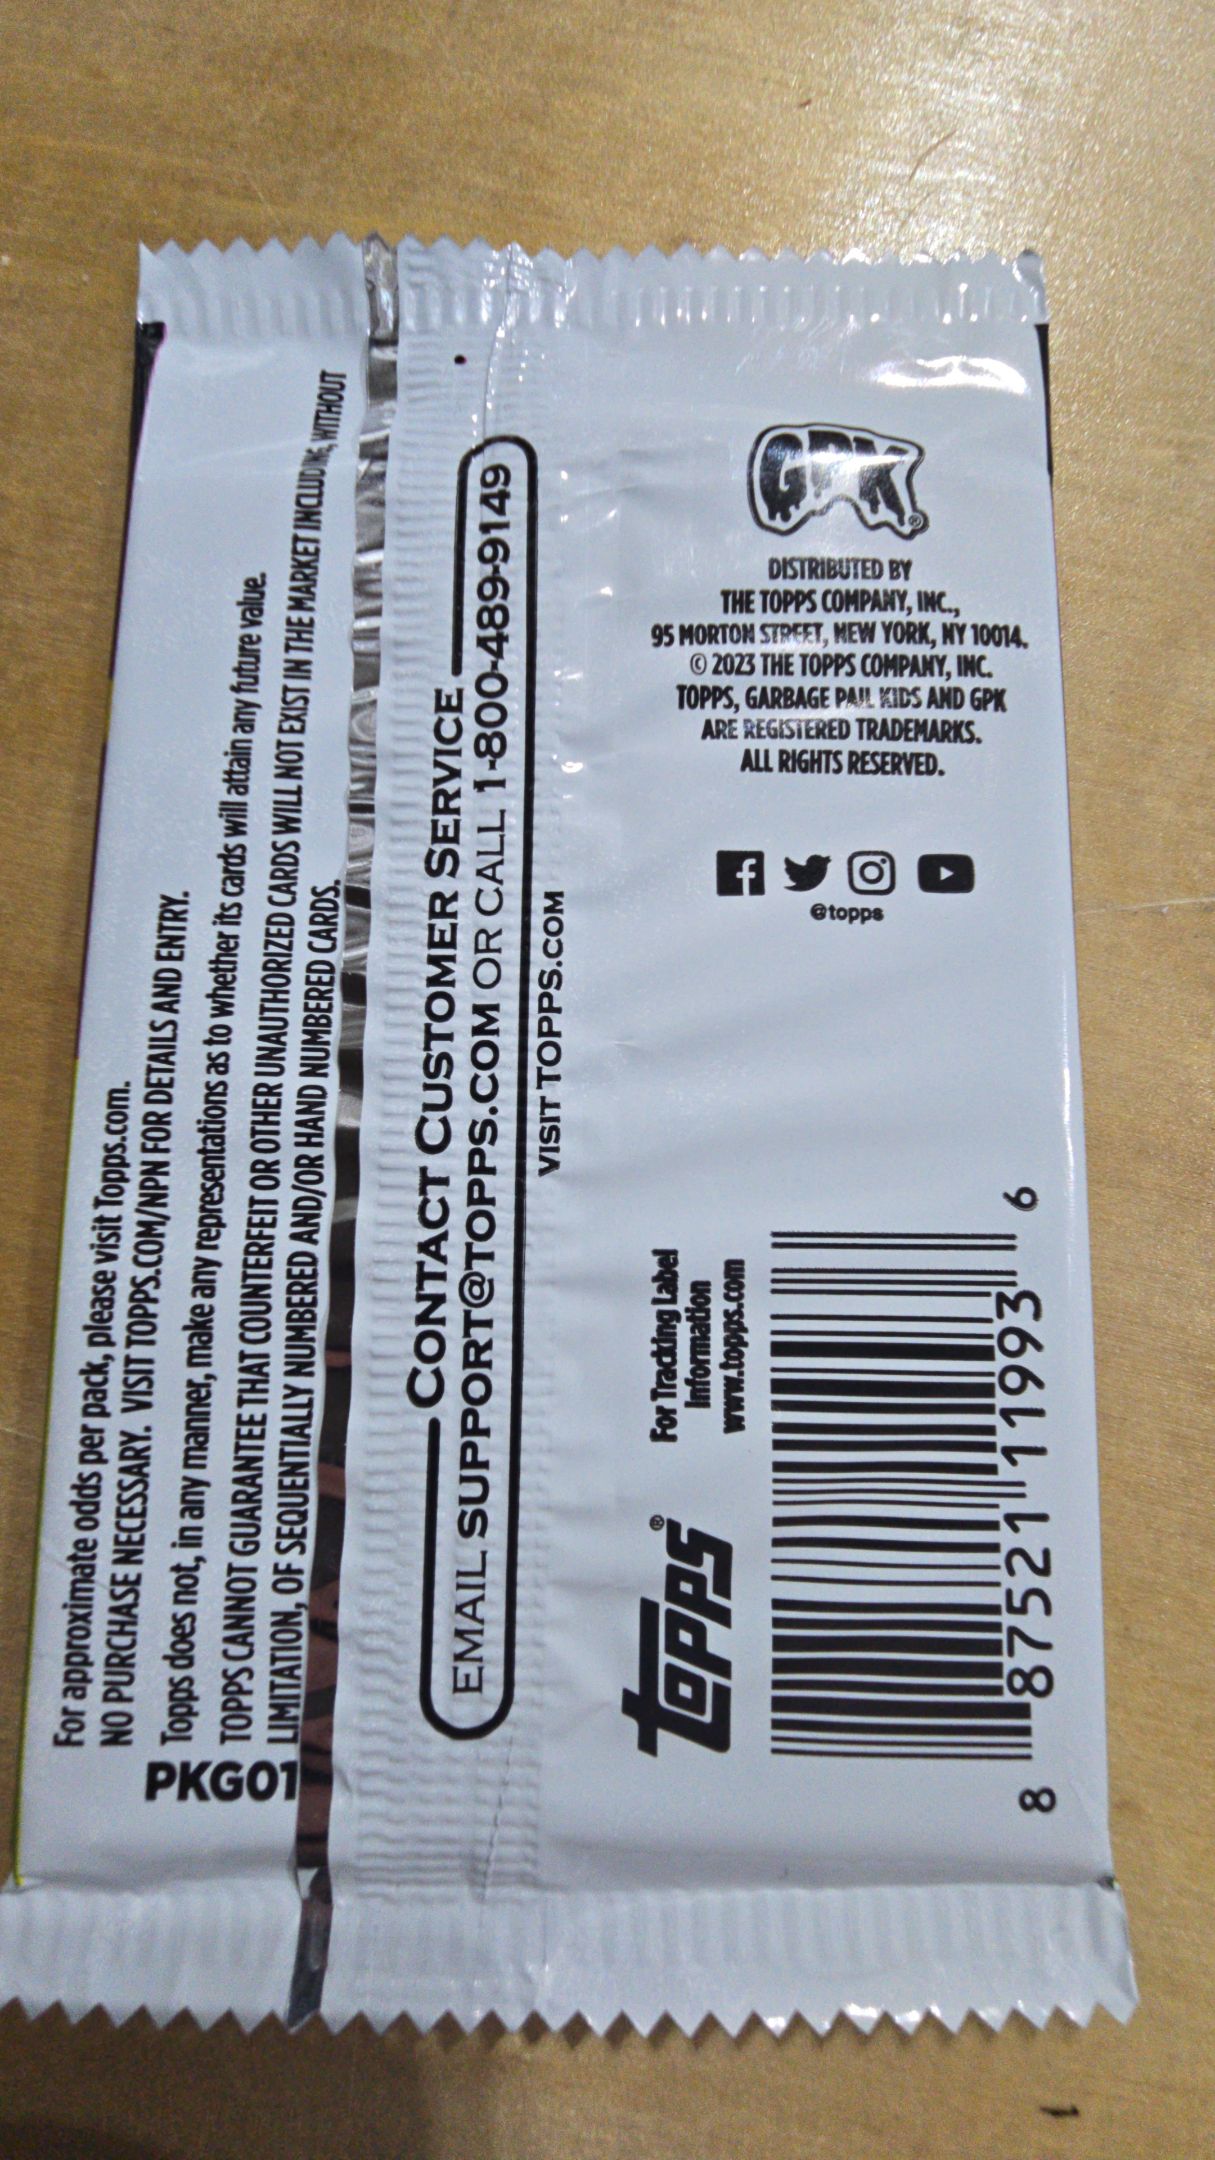 For approximate odds per pack, please visit Topps.com.
NO PURCHASE NECESSARY. VISIT TOPPS.COM/NPN FOR DETAILS AND ENTRY.
Topps does not, in any manner, make any representations as to whether its cards will attain any future value.
TOPPS CANNOT GUARANTEE THAT COUNTERFEIT OR OTHER UNAUTHORIZED CARDS WILL NOT EXIST IN THE MARKET INCLUDING, WITHOUT
LIMITATION, OF SEQUENTIALLY NUMBERED AND/OR HAND NUMBERED CARDS.
PKG01
CONTACT CUSTOMER SERVICE
EMAIL SUPPORT@TOPPS.COM OR CALL 1-800-489-9149
VISIT TOPPS.COM
topps®
For Tracking Label
Information
www.topps.com
8 87521 11993 6
GPK®
DISTRIBUTED BY
THE TOPPS COMPANY, INC.,
95 MORTON STREET, NEW YORK, NY 10014.
© 2023 THE TOPPS COMPANY, INC.
TOPPS, GARBAGE PAIL KIDS AND GPK
ARE REGISTERED TRADEMARKS.
ALL RIGHTS RESERVED.
@topps